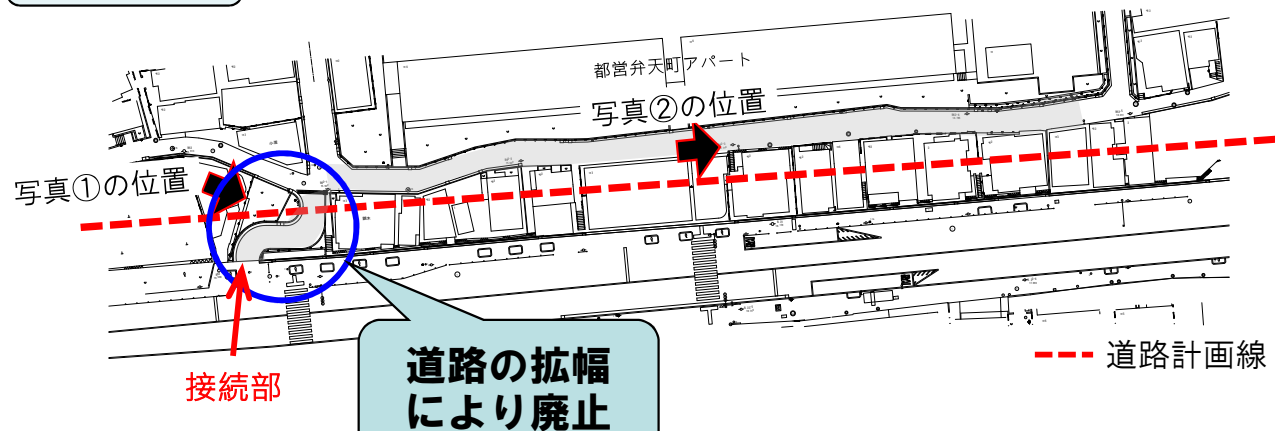 都営弁天町アパート
写真②の位置
写真①の位置
接続部
道路の拡幅
により廃止
道路計画線